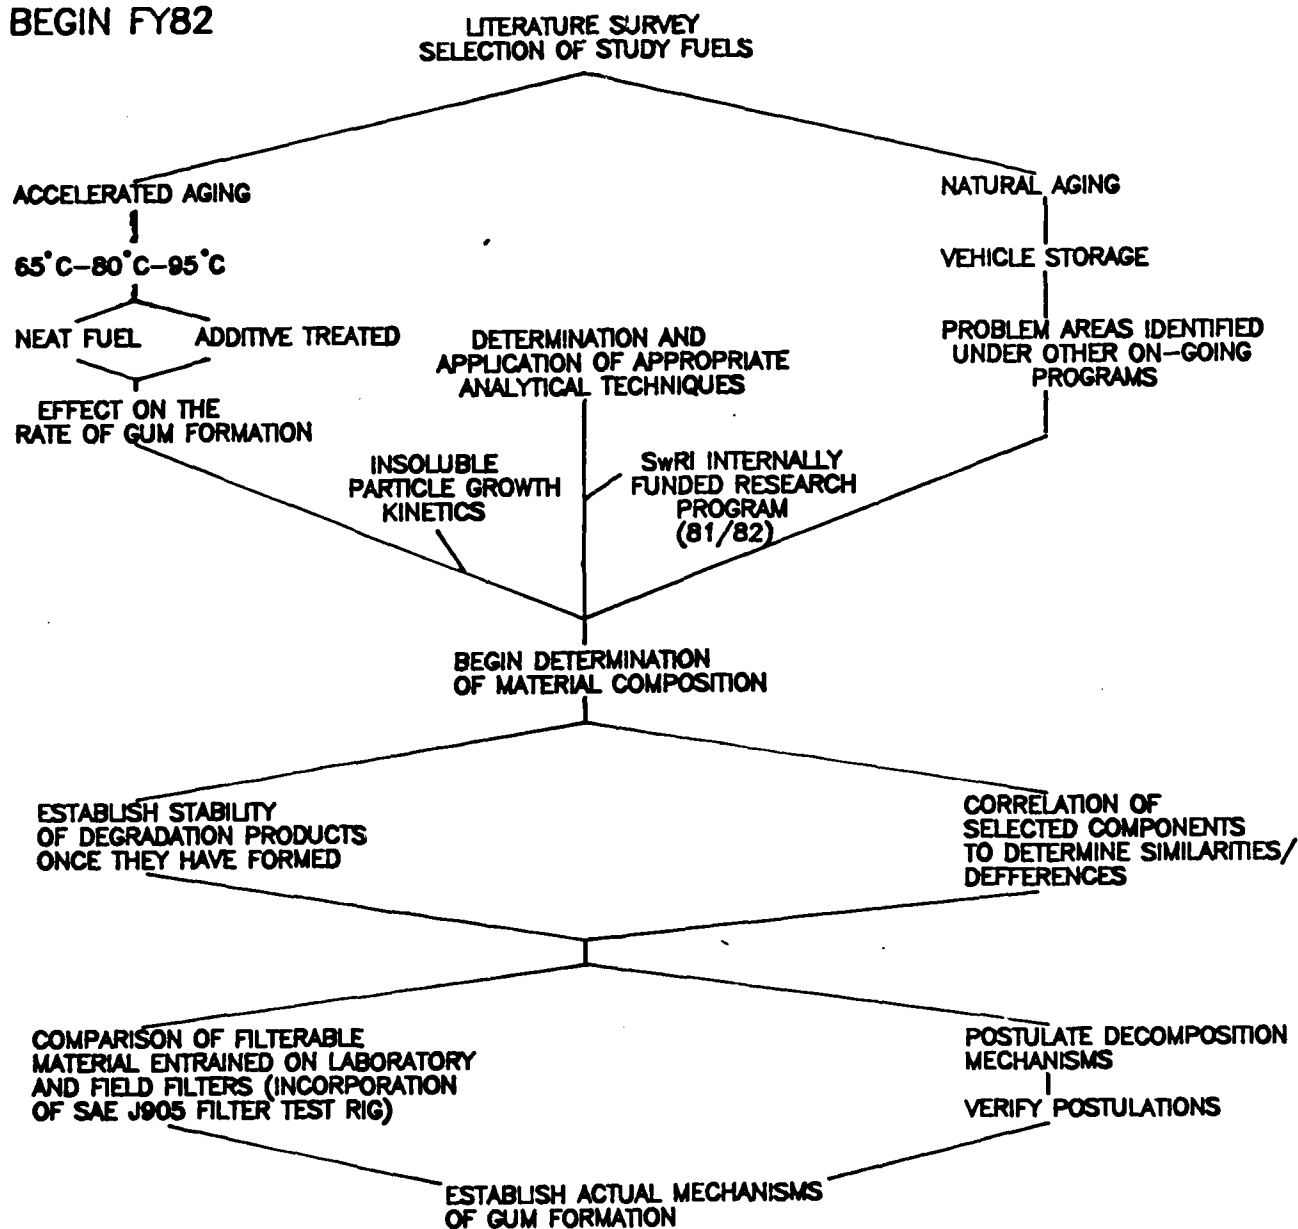 BEGIN FY82
LITERATURE SURVEY
SELECTION OF STUDY FUELS
ACCELERATED AGING
NATURAL AGING
65°C-80°C-95°C
VEHICLE STORAGE
NEAT FUEL
ADDITIVE TREATED
DETERMINATION AND
APPLICATION OF APPROPRIATE
ANALYTICAL TECHNIQUES
PROBLEM AREAS IDENTIFIED
UNDER OTHER ON-GOING
PROGRAMS
EFFECT ON THE
RATE OF GUM FORMATION
INSOLUBLE
PARTICLE GROWTH
KINETICS
SwRI INTERNALLY
FUNDED RESEARCH
PROGRAM
(81/82)
BEGIN DETERMINATION
OF MATERIAL COMPOSITION
ESTABLISH STABILITY
OF DEGRADATION PRODUCTS
ONCE THEY HAVE FORMED
CORRELATION OF
SELECTED COMPONENTS
TO DETERMINE SIMILARITIES/
DEFFERENCES
COMPARISON OF FILTERABLE
MATERIAL ENTRAINED ON LABORATORY
AND FIELD FILTERS (INCORPORATION
OF SAE J905 FILTER TEST RIG)
POSTULATE DECOMPOSITION
MECHANISMS
VERIFY POSTULATIONS
ESTABLISH ACTUAL MECHANISMS
OF GUM FORMATION